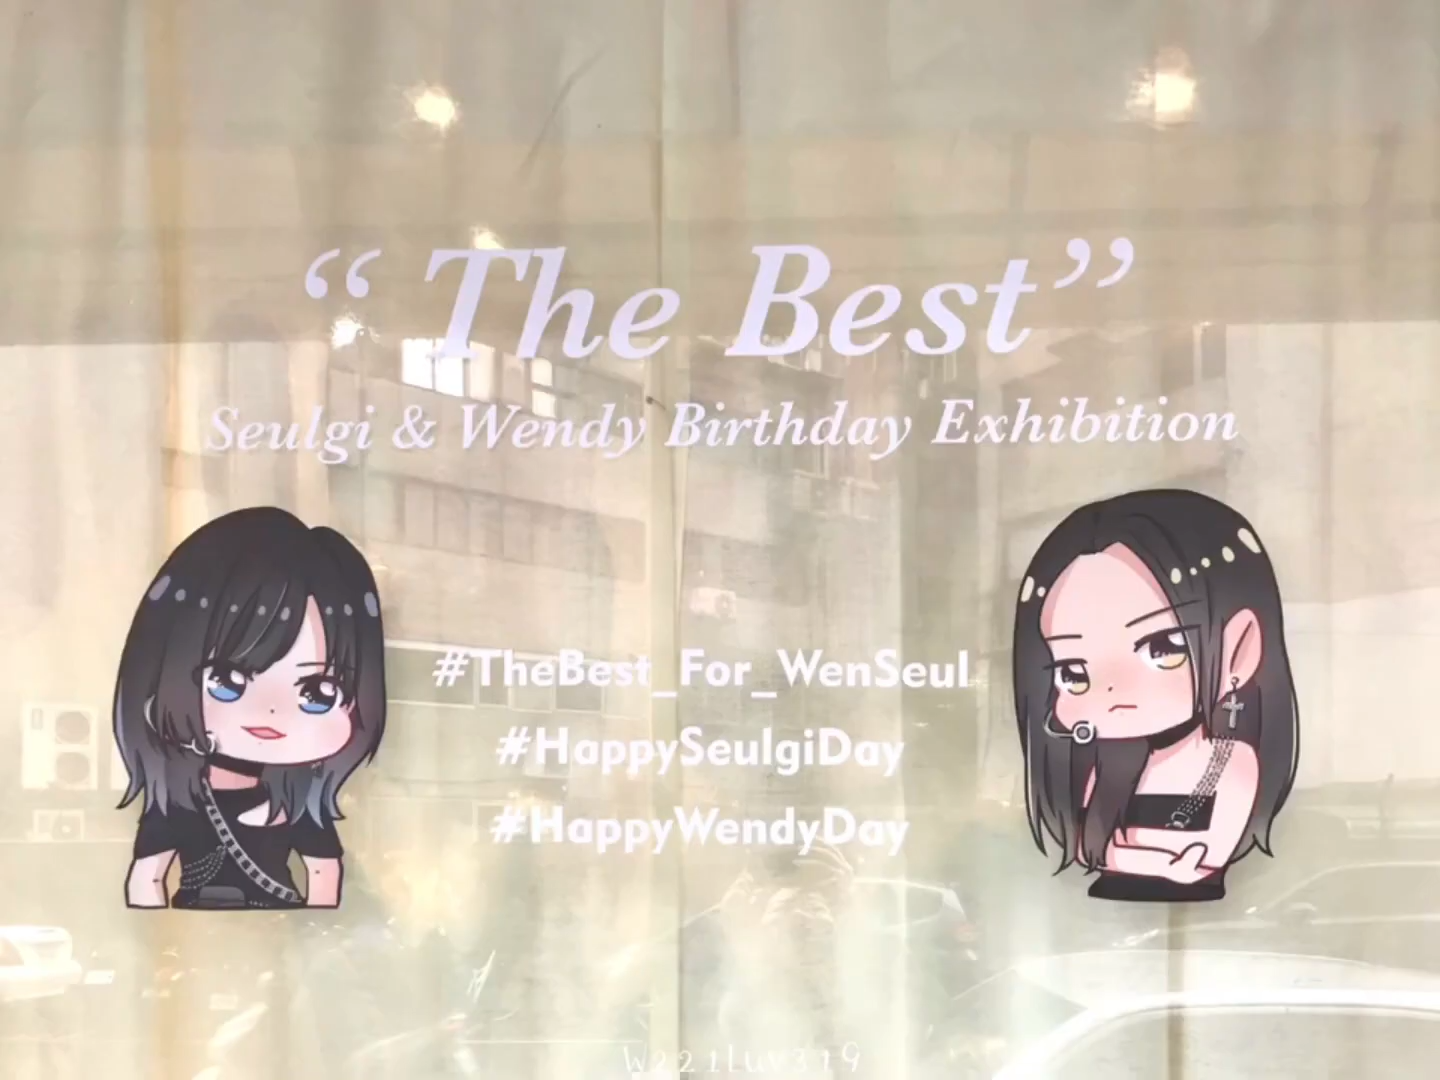 “ The Best”
Seulgi & Wendy Birthday Exhibition
#TheBest_For_WenSeul
#HappySeulgiDay
#HappyWendyDay
W221luv319